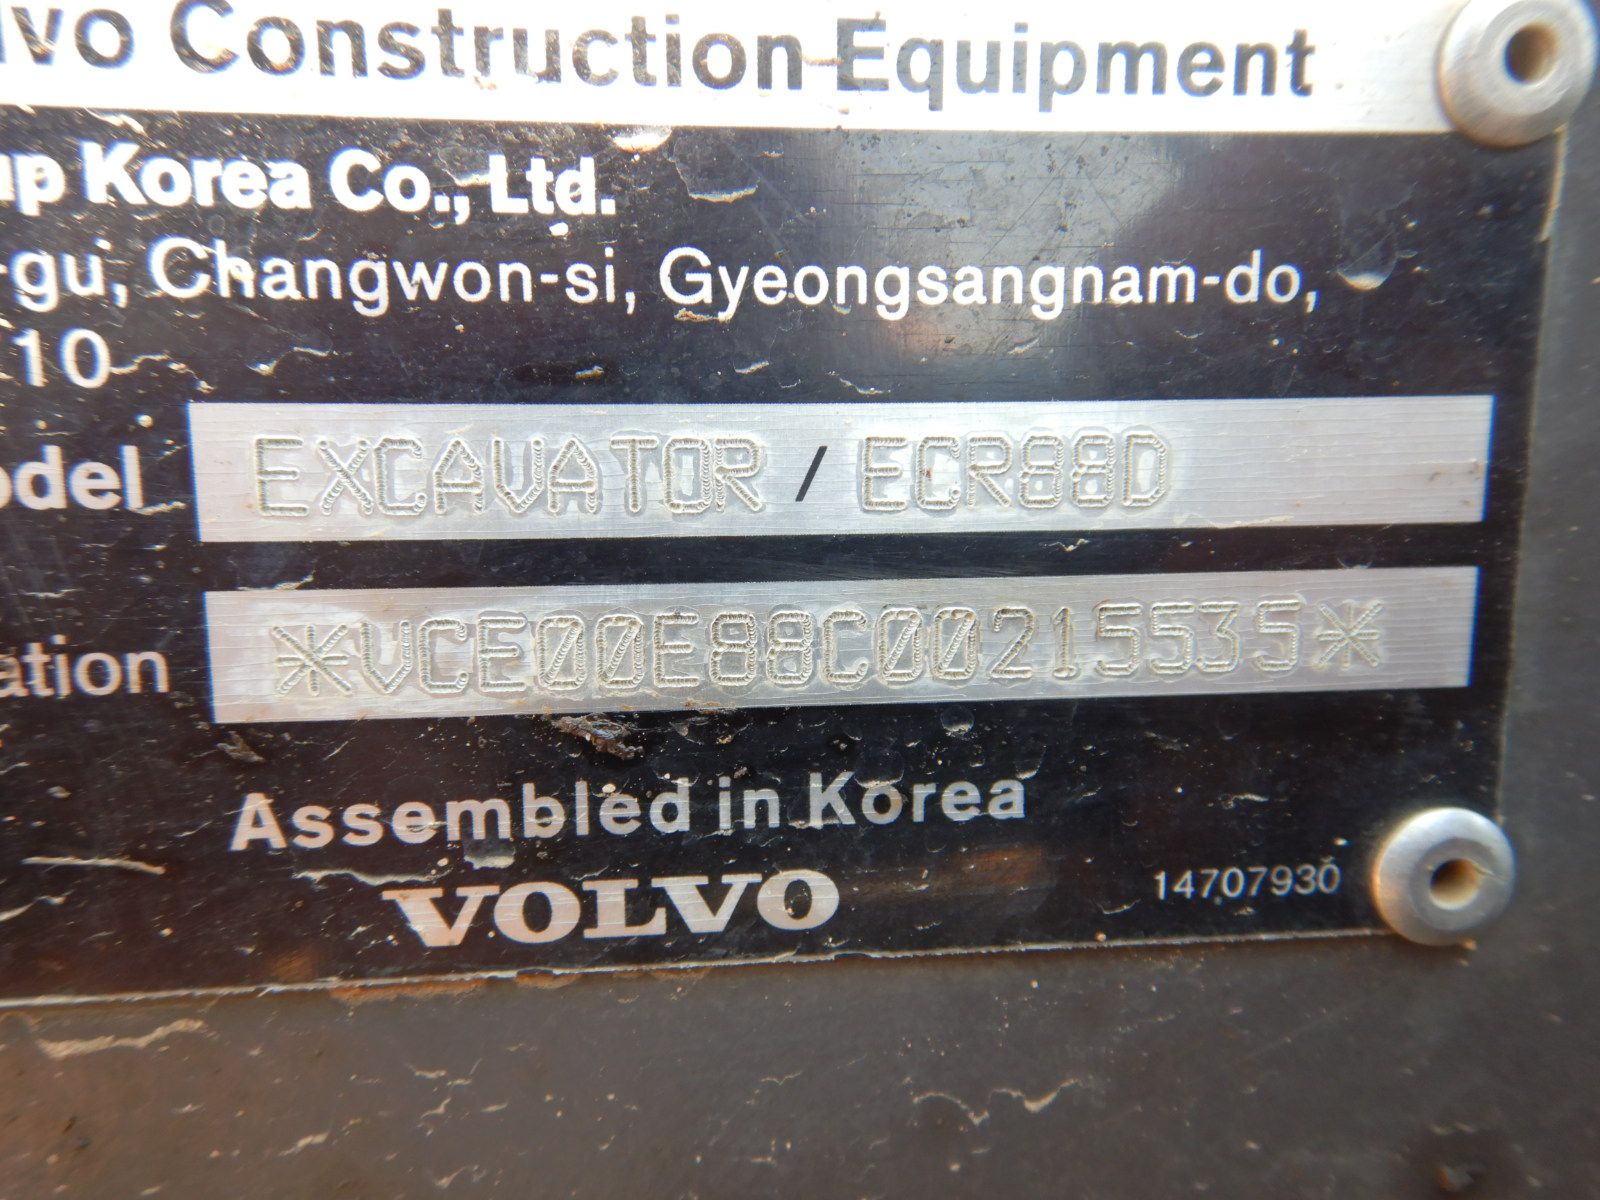 lvo Construction Equipment
up Korea Co., Ltd.
-gu, Changwon-si, Gyeongsangnam-do,
10
odel EXCAVATOR / ECR88D
ation *VCE00E88C00215535*
Assembled in Korea
VOLVO
14707930